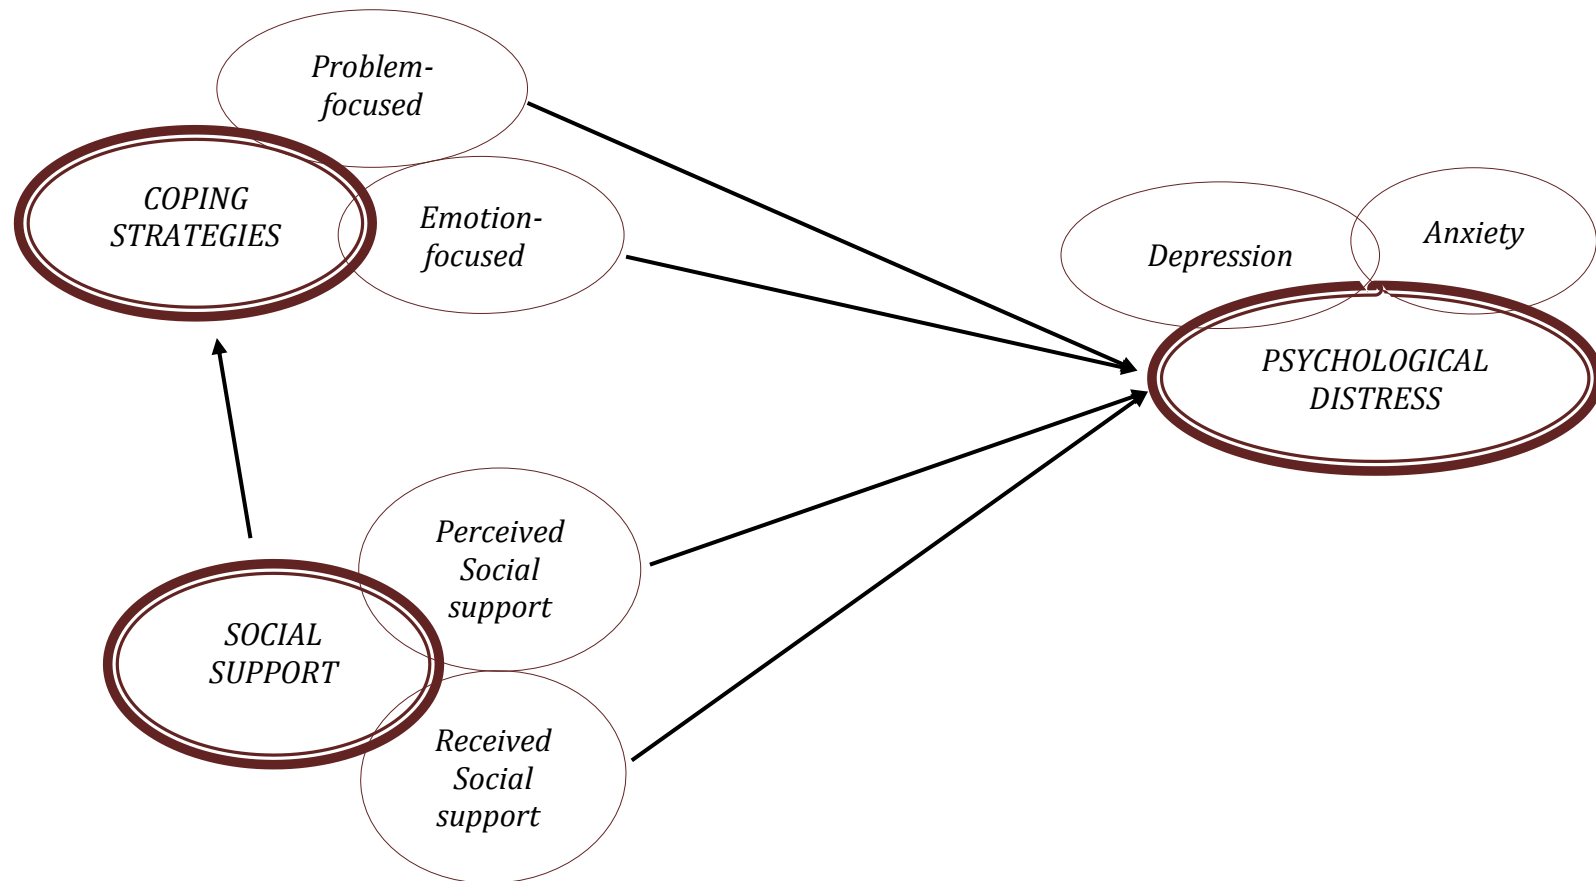 Problem-
focused
COPING
STRATEGIES
Emotion-
focused
Depression
Anxiety
PSYCHOLOGICAL
DISTRESS
Perceived
Social
support
SOCIAL
SUPPORT
Received
Social
support